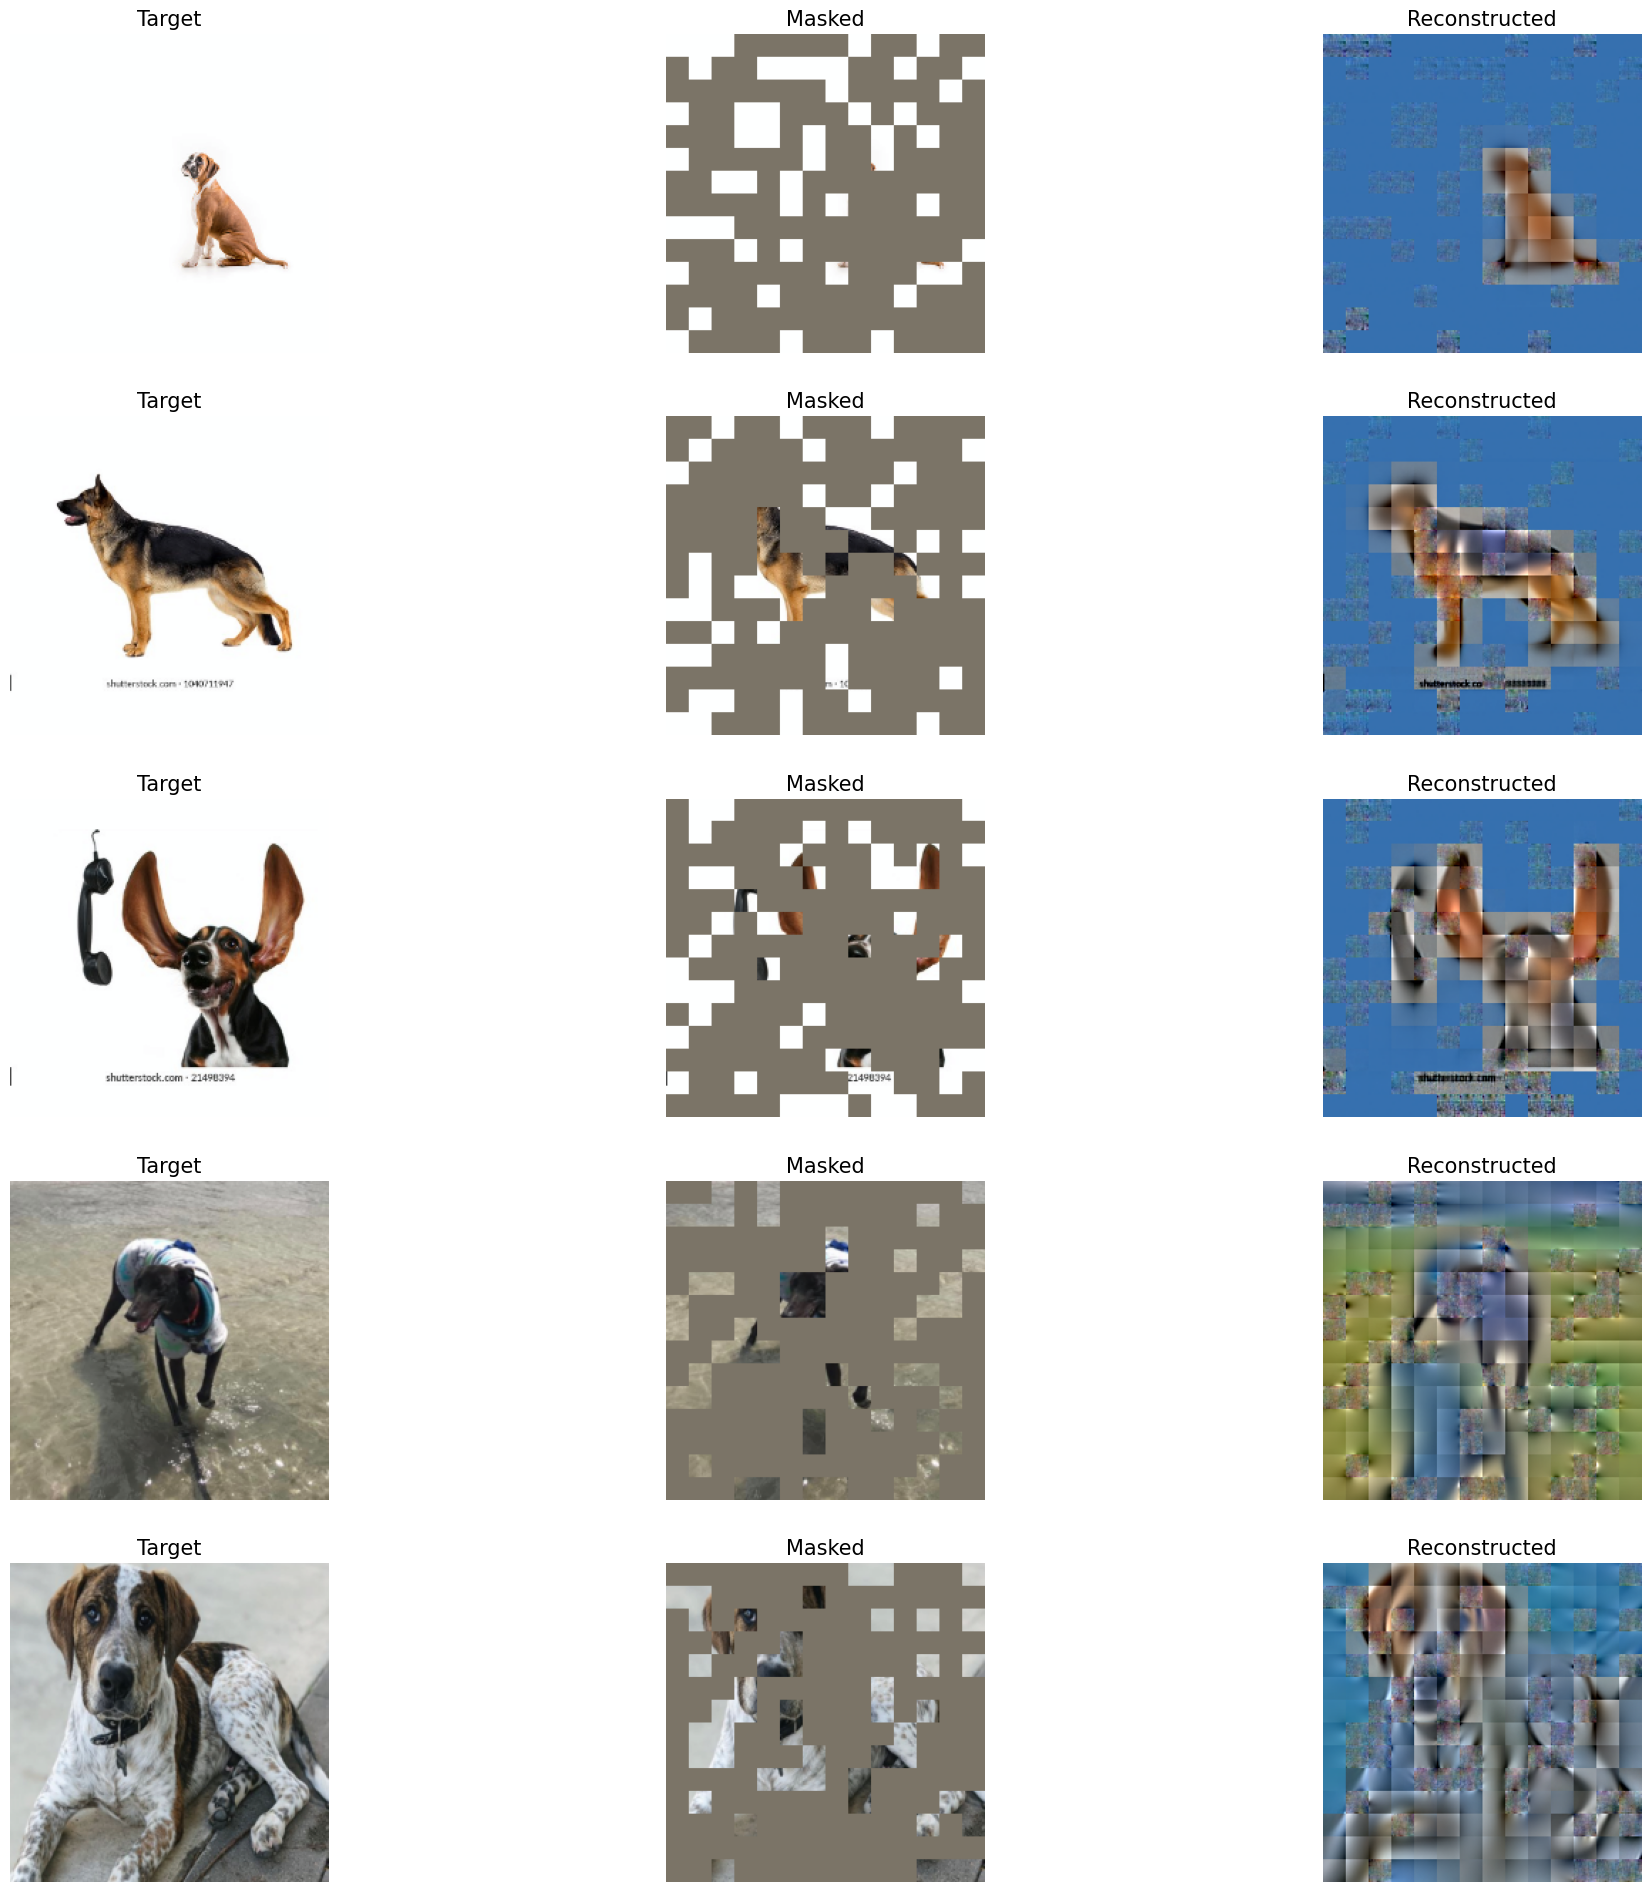 Target Masked Reconstructed
Target Masked Reconstructed
shutterstock.com · 1040711947
m · 10
shutterstock.co
Target Masked Reconstructed
shutterstock.com · 21498394
21498394
shutterstock.com
Target Masked Reconstructed
Target Masked Reconstructed